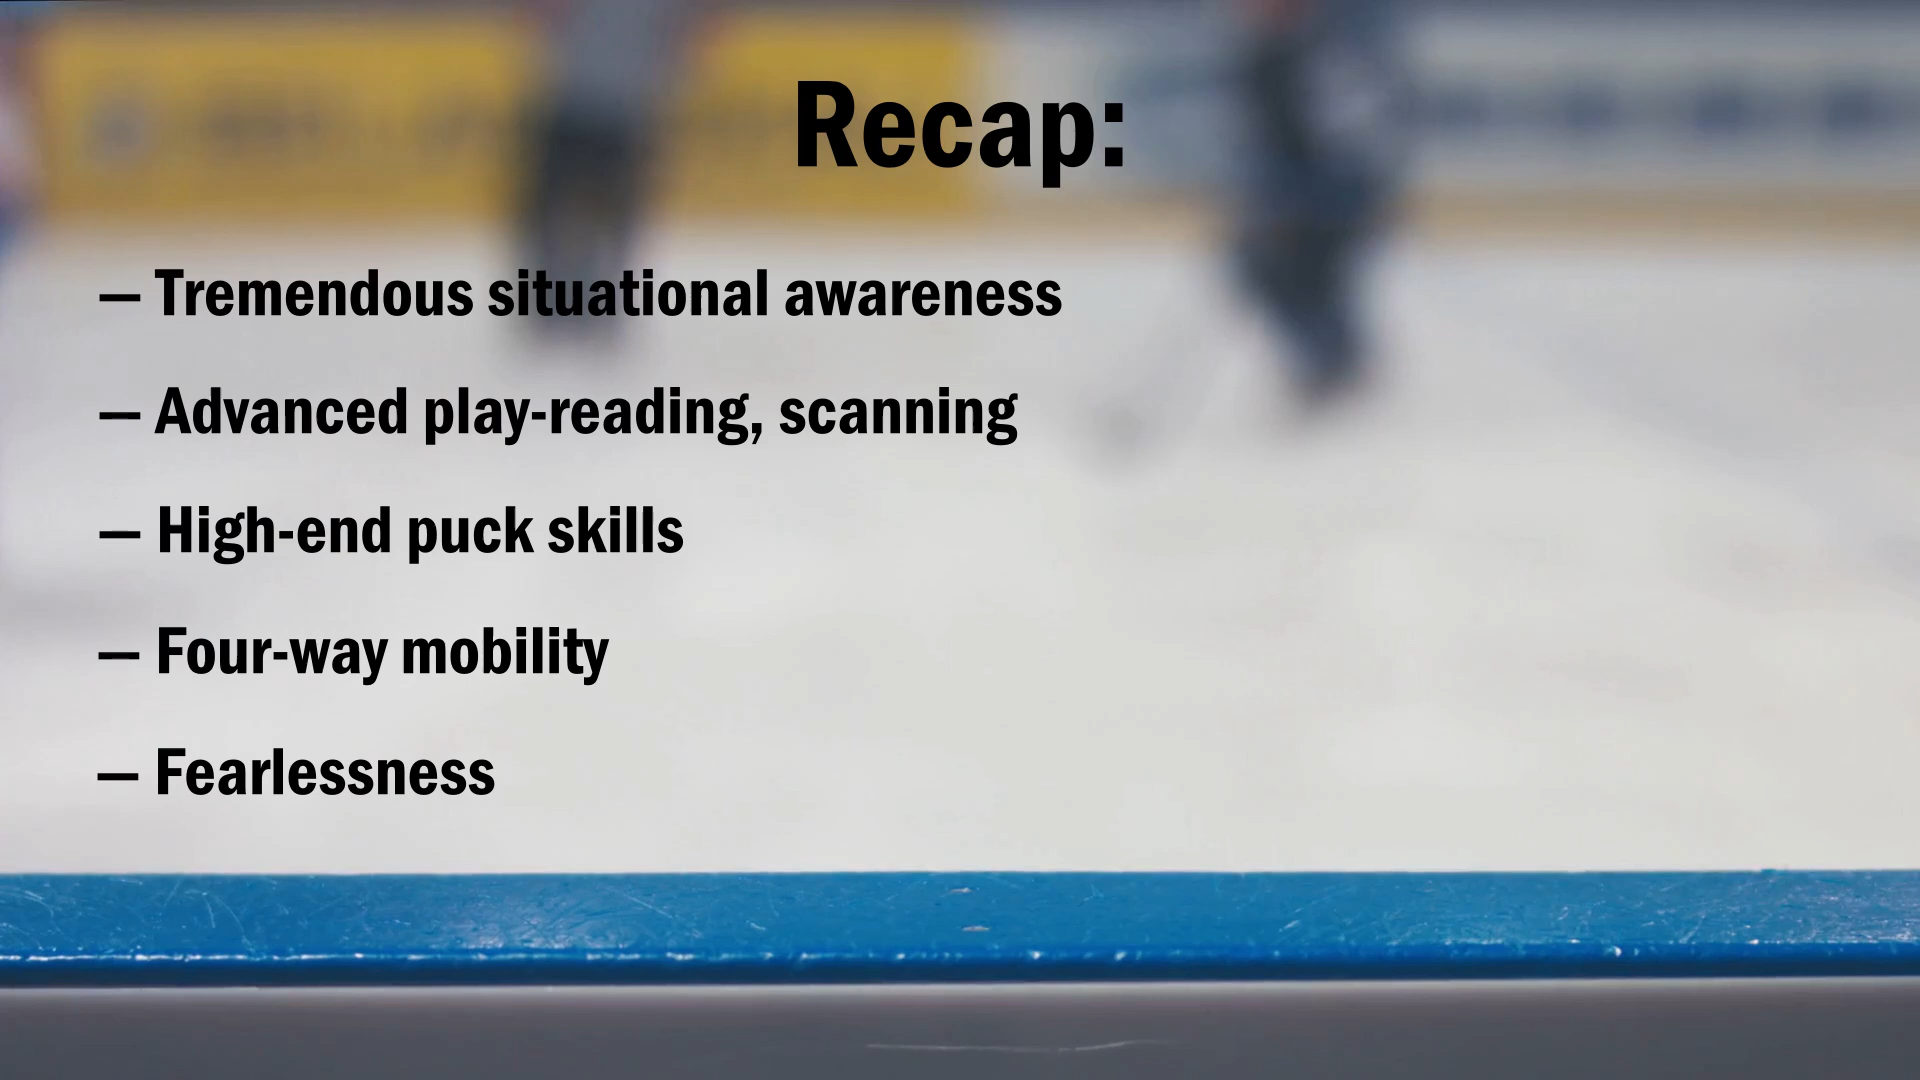 Recap:
– Tremendous situational awareness
– Advanced play-reading, scanning
– High-end puck skills
– Four-way mobility
– Fearlessness